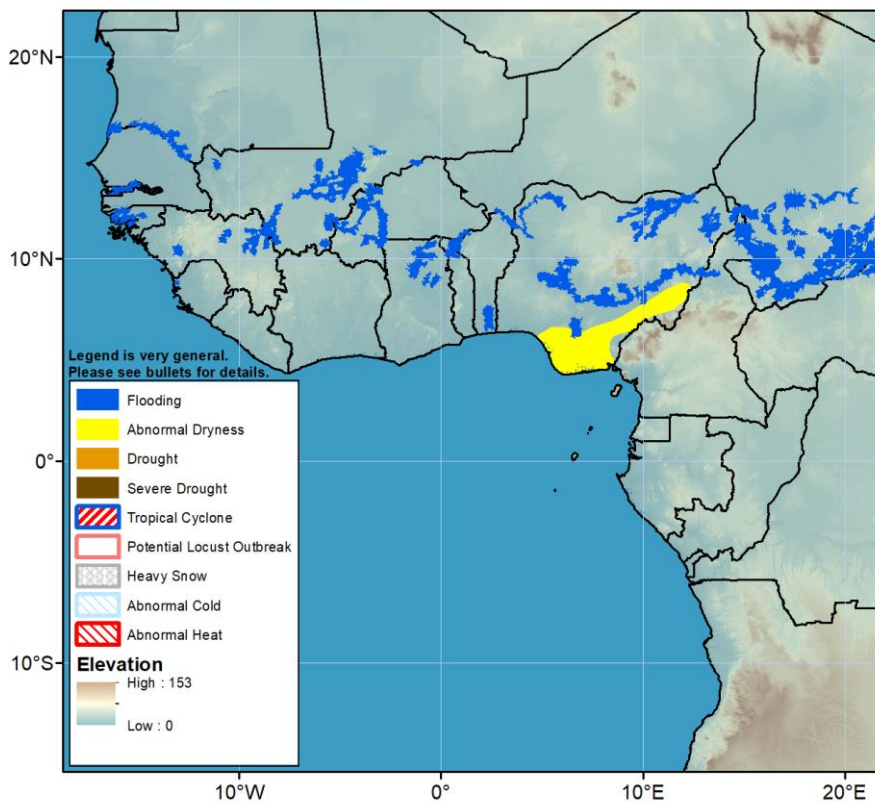 20°N
10°N
0°
10°S
Legend is very general.
Please see bullets for details.
Flooding
Abnormal Dryness
Drought
Severe Drought
Tropical Cyclone
Potential Locust Outbreak
Heavy Snow
Abnormal Cold
Abnormal Heat
Elevation
High : 153
Low : 0
10°W
0°
10°E
20°E